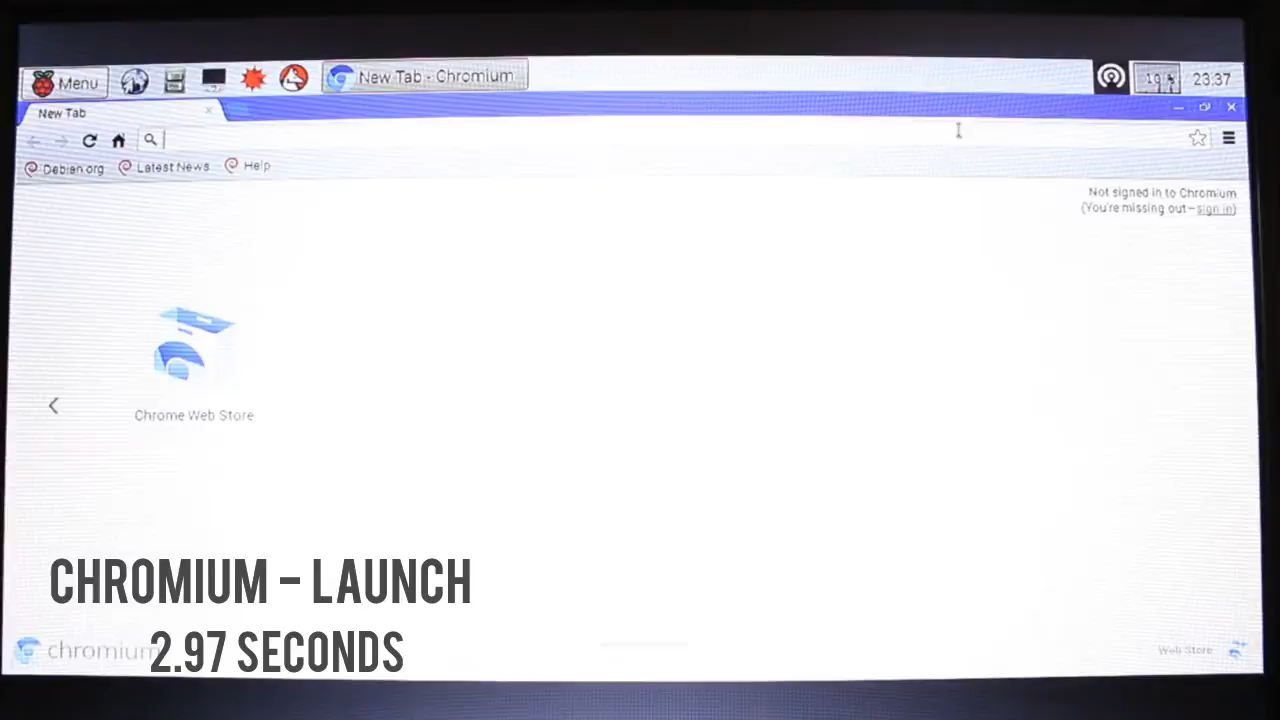 Menu
New Tab - Chromium
23:37
New Tab
Debian.org
Latest News
Help
Not signed in to Chromium
(You're missing out—sign in)
Chrome Web Store
CHROMIUM - LAUNCH
2.97 SECONDS
chromium
Web Store